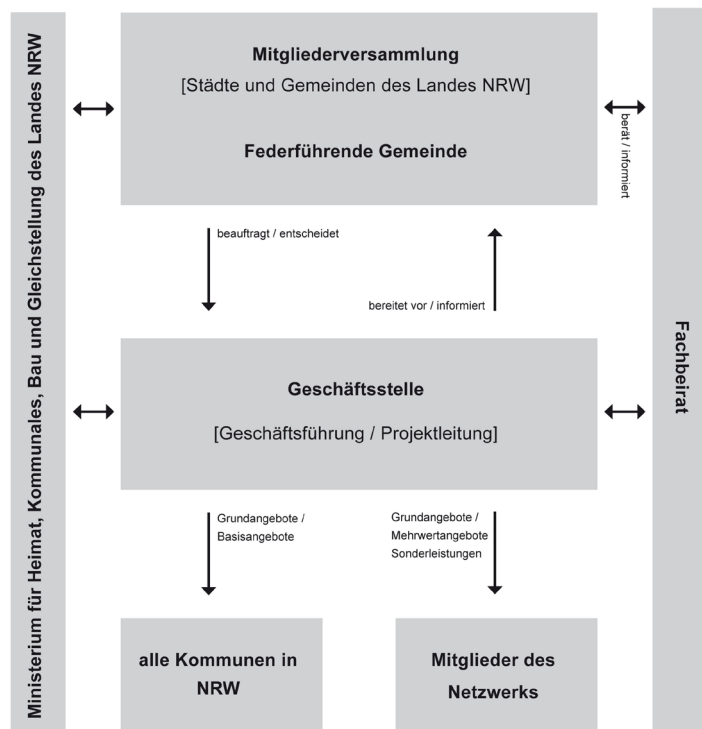 Ministerium für Heimat, Kommunales, Bau und Gleichstellung des Landes NRW
Mitgliederversammlung
[Städte und Gemeinden des Landes NRW]
Federführende Gemeinde
berät / informiert
Fachbeirat
beauftragt / entscheidet
bereitet vor / informiert
Geschäftsstelle
[Geschäftsführung / Projektleitung]
Grundangebote /
Basisangebote
Grundangebote /
Mehrwertangebote
Sonderleistungen
alle Kommunen in
NRW
Mitglieder des
Netzwerks